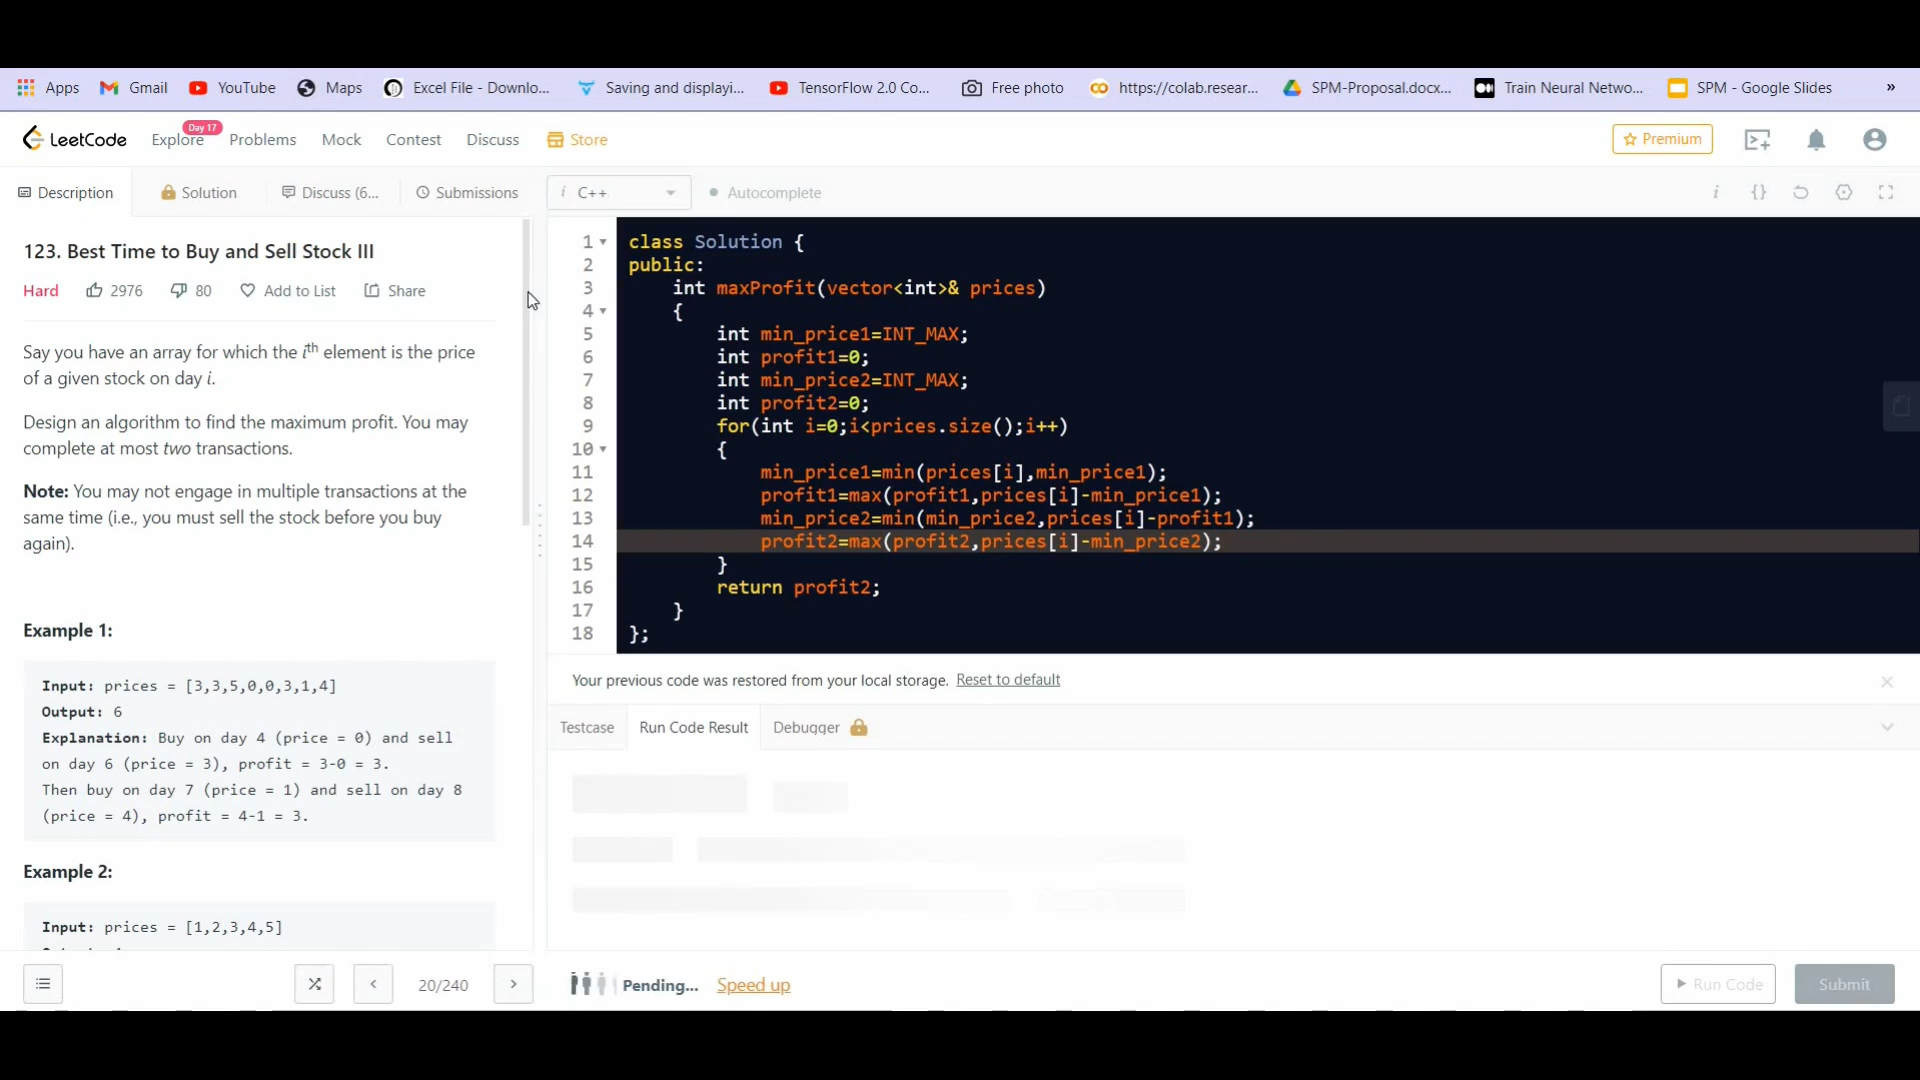 Apps Gmail YouTube Maps Excel File - Downlo... Saving and displayi... TensorFlow 2.0 Co... Free photo https://colab.resear... SPM-Proposal.docx... Train Neural Netwo... SPM - Google Slides »
LeetCode Explore Day 17 Problems Mock Contest Discuss Store Premium
Description Solution Discuss (6... Submissions
i C++ Autocomplete i {}
123. Best Time to Buy and Sell Stock III
Hard 2976 80 Add to List Share
Say you have an array for which the ith element is the price
of a given stock on day i.
Design an algorithm to find the maximum profit. You may
complete at most two transactions.
Note: You may not engage in multiple transactions at the
same time (i.e., you must sell the stock before you buy
again).
Example 1:
Input: prices = [3,3,5,0,0,3,1,4]
Output: 6
Explanation: Buy on day 4 (price = 0) and sell
on day 6 (price = 3), profit = 3-0 = 3.
Then buy on day 7 (price = 1) and sell on day 8
(price = 4), profit = 4-1 = 3.
Example 2:
Input: prices = [1,2,3,4,5]
1 class Solution {
2 public:
3 int maxProfit(vector<int>& prices)
4 {
5 int min_price1=INT_MAX;
6 int profit1=0;
7 int min_price2=INT_MAX;
8 int profit2=0;
9 for(int i=0;i<prices.size();i++)
10 {
11 min_price1=min(prices[i],min_price1);
12 profit1=max(profit1,prices[i]-min_price1);
13 min_price2=min(min_price2,prices[i]-profit1);
14 profit2=max(profit2,prices[i]-min_price2);
15 }
16 return profit2;
17 }
18 };
Your previous code was restored from your local storage. Reset to default
Testcase Run Code Result Debugger
20/240 Pending... Speed up Run Code Submit